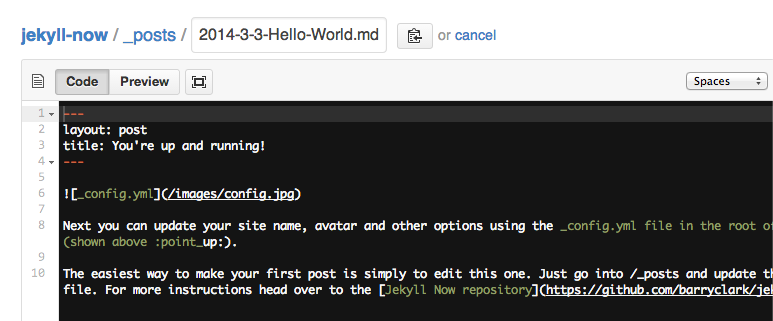 jekyll-now / _posts / 2014-3-3-Hello-World.md or cancel
Code Preview Spaces
1 ---
2 layout: post
3 title: You're up and running!
4 ---
5
6 ![_config.yml](/images/config.jpg)
7
8 Next you can update your site name, avatar and other options using the _config.yml file in the root
(shown above :point_up:).
9
10 The easiest way to make your first post is simply to edit this one. Just go into /_posts and update
file. For more instructions head over to the [Jekyll Now repository](https://github.com/barryclark/